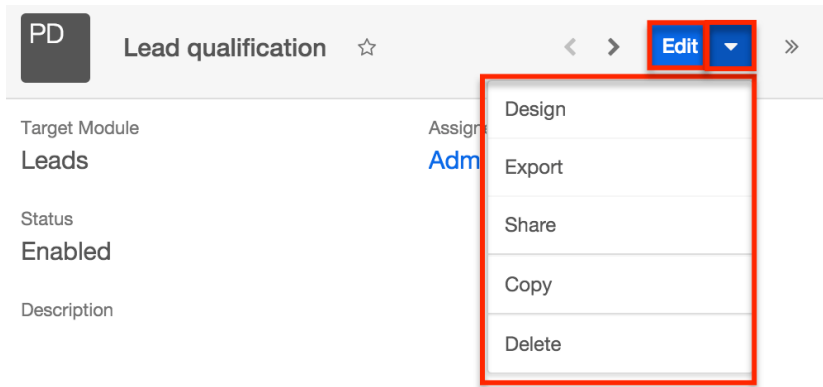 PD
Lead qualification
Edit
Target Module
Leads
Status
Enabled
Description
Design
Export
Share
Copy
Delete